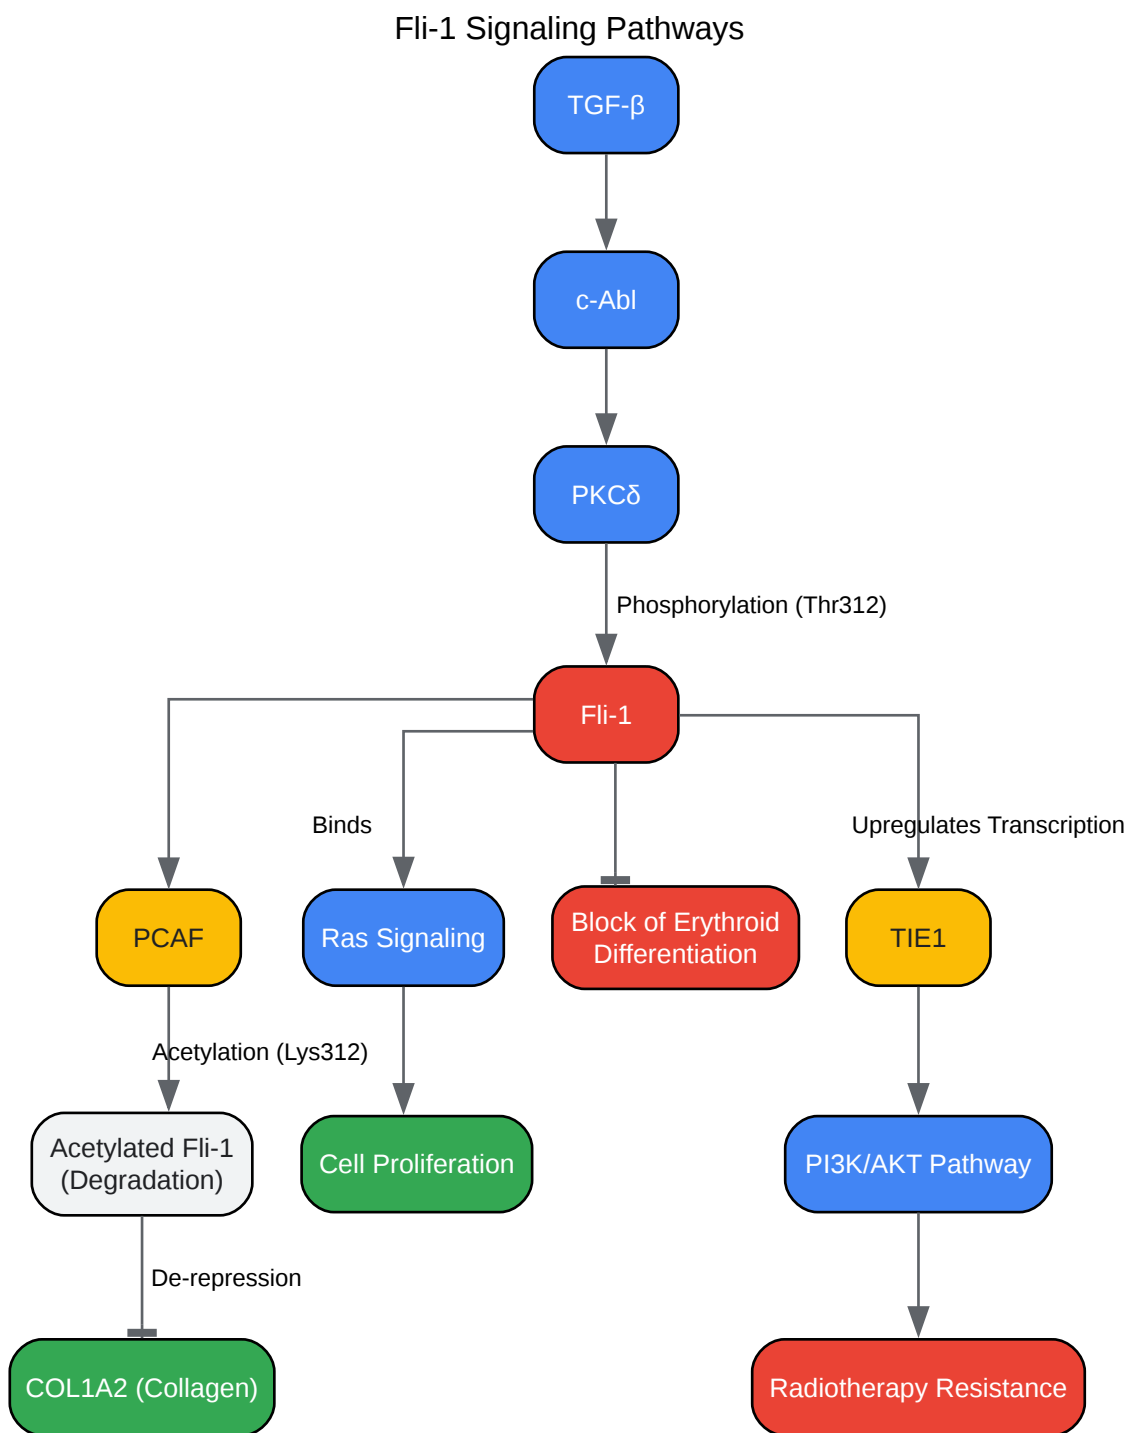 Fli-1 Signaling Pathways
TGF-β
c-Abl
PKCδ
Phosphorylation (Thr312)
Fli-1
Binds
Upregulates Transcription
PCAF
Ras Signaling
Block of Erythroid
Differentiation
TIE1
Acetylation (Lys312)
Acetylated Fli-1
(Degradation)
Cell Proliferation
PI3K/AKT Pathway
De-repression
COL1A2 (Collagen)
Radiotherapy Resistance